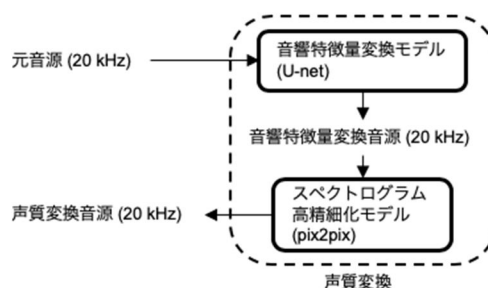 元音源 (20 kHz)
音響特徴量変換モデル
(U-net)
音響特徴量変換音源 (20 kHz)
声質変換音源 (20 kHz)
スペクトログラム
高精細化モデル
(pix2pix)
声質変換